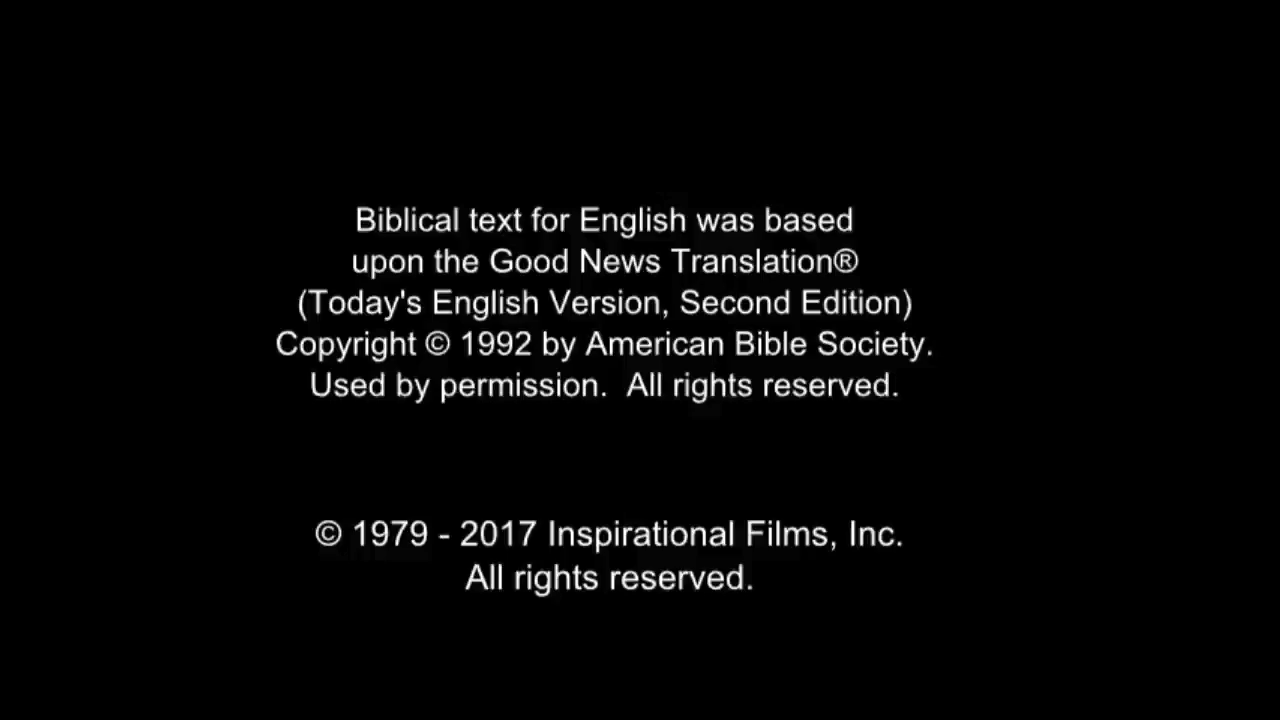 Biblical text for English was based
upon the Good News Translation®
(Today's English Version, Second Edition)
Copyright © 1992 by American Bible Society.
Used by permission.  All rights reserved.
© 1979 - 2017 Inspirational Films, Inc.
All rights reserved.